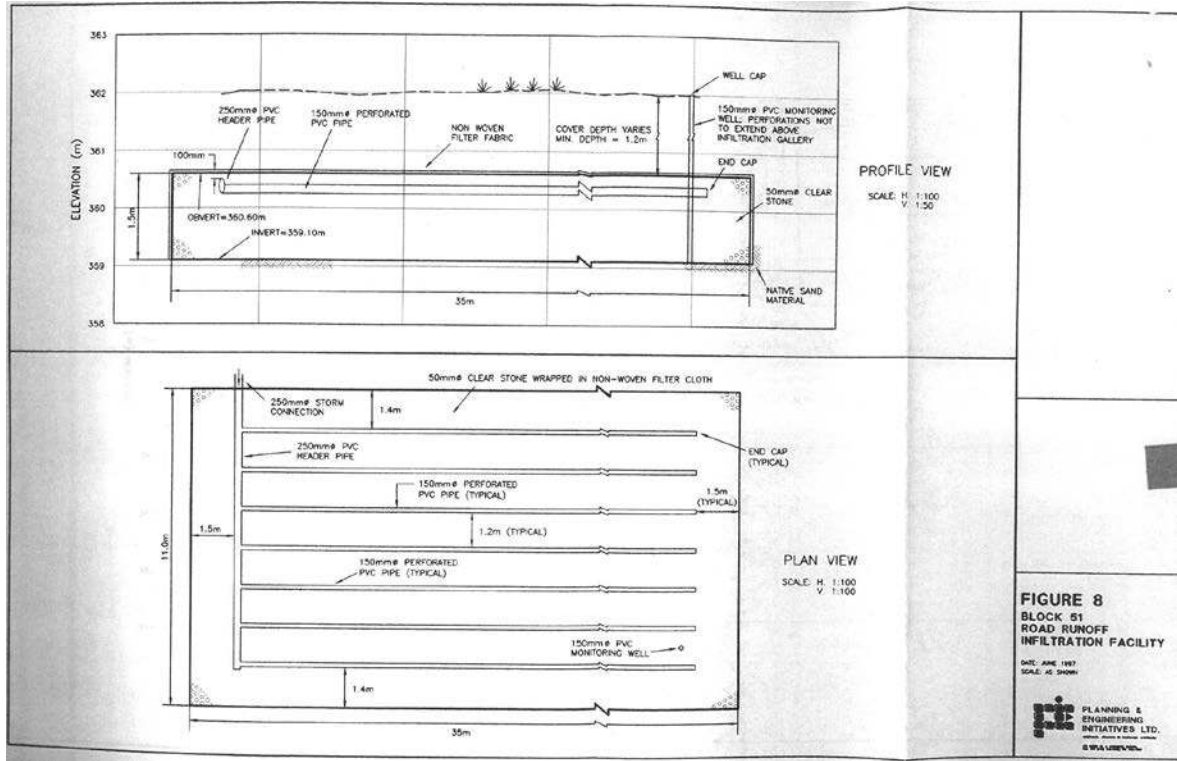 363
362
361
360
359
358
ELEVATION (m)
250mmø PVC
HEADER PIPE
150mmø PERFORATED
PVC PIPE
NON WOVEN
FILTER FABRIC
COVER DEPTH VARIES
MIN. DEPTH = 1.2m
WELL CAP
150mmø PVC MONITORING
WELL; PERFORATIONS NOT
TO EXTEND ABOVE
INFILTRATION GALLERY
END CAP
50mmø CLEAR
STONE
100mm
1.5m
OBVERT=360.60m
INVERT=359.10m
NATIVE SAND
MATERIAL
35m
PROFILE VIEW
SCALE: H 1:100
V 1:50
50mmø CLEAR STONE WRAPPED IN NON-WOVEN FILTER CLOTH
250mmø STORM
CONNECTION
1.4m
250mmø PVC
HEADER PIPE
END CAP
(TYPICAL)
150mmø PERFORATED
PVC PIPE (TYPICAL)
1.5m
(TYPICAL)
1.5m
1.2m (TYPICAL)
11.0m
150mmø PERFORATED
PVC PIPE (TYPICAL)
150mmø PVC
MONITORING WELL
1.4m
35m
PLAN VIEW
SCALE: H. 1:100
V. 1:100
FIGURE 8
BLOCK 51
ROAD RUNOFF
INFILTRATION FACILITY
DATE: JUNE 1997
SCALE: AS SHOWN
PLANNING &
ENGINEERING
INITIATIVES LTD.